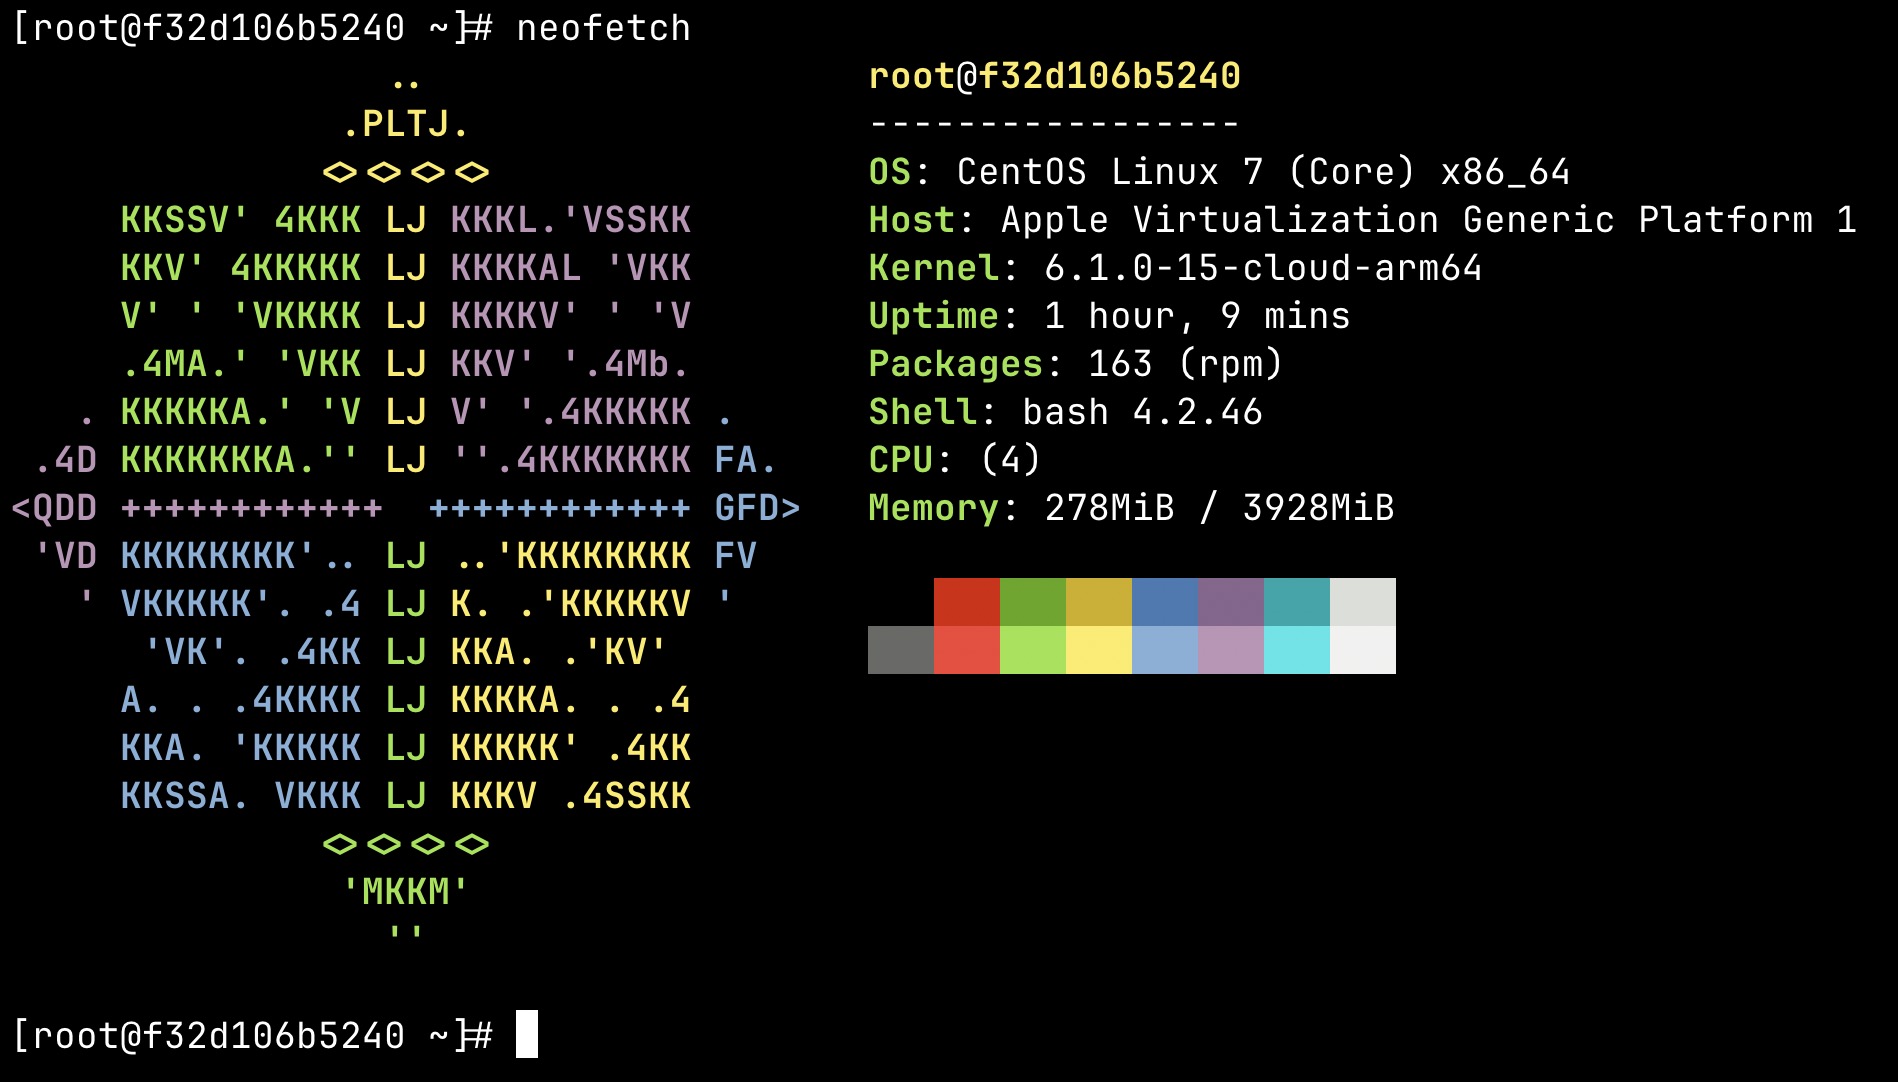 [root@f32d106b5240 ~]# neofetch
..
.PLTJ.
<><><><>
KKSSV' 4KKK LJ KKKL.'VSSKK
KKV' 4KKKKK LJ KKKKAL 'VKK
V' ' 'VKKKK LJ KKKKV' ' 'V
.4MA.' 'VKK LJ KKV' '.4Mb.
. KKKKKA.' 'V LJ V' '.4KKKKK .
.4D KKKKKKKA.'' LJ ''.4KKKKKKK FA.
<QDD ++++++++++++ ++++++++++++ GFD>
'VD KKKKKKKK'.. LJ ..'KKKKKKKK FV
' VKKKKK'. .4 LJ K. .'KKKKKV '
'VK'. .4KK LJ KKA. .'KV'
A. . .4KKKK LJ KKKKA. . .4
KKA. 'KKKKK LJ KKKKK' .4KK
KKSSA. VKKK LJ KKKV .4SSKK
<><><><>
'MKKM'
''
root@f32d106b5240
-----------------
OS: CentOS Linux 7 (Core) x86_64
Host: Apple Virtualization Generic Platform 1
Kernel: 6.1.0-15-cloud-arm64
Uptime: 1 hour, 9 mins
Packages: 163 (rpm)
Shell: bash 4.2.46
CPU: (4)
Memory: 278MiB / 3928MiB
[root@f32d106b5240 ~]#